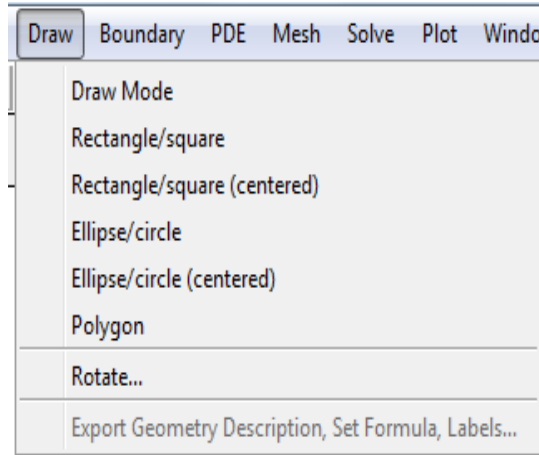 Draw Boundary PDE Mesh Solve Plot Windo
Draw Mode
Rectangle/square
Rectangle/square (centered)
Ellipse/circle
Ellipse/circle (centered)
Polygon
Rotate...
Export Geometry Description, Set Formula, Labels...